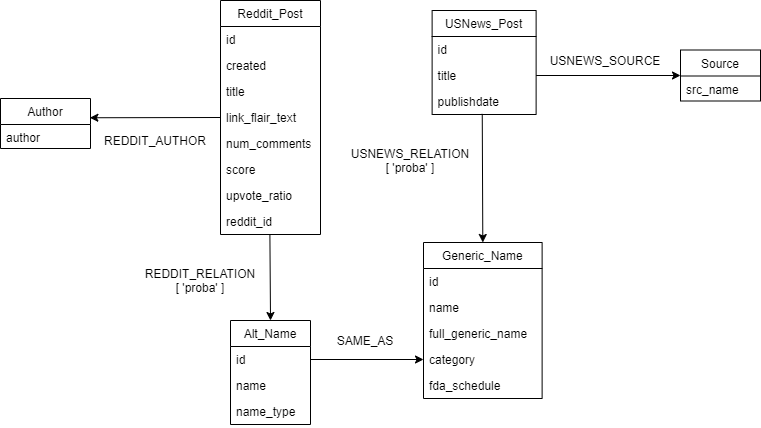 Reddit_Post
id
created
title
link_flair_text
num_comments
score
upvote_ratio
reddit_id
USNews_Post
id
title
publishdate
USNEWS_SOURCE
Source
src_name
Author
author
REDDIT_AUTHOR
USNEWS_RELATION
[ 'proba' ]
REDDIT_RELATION
[ 'proba' ]
Generic_Name
id
name
full_generic_name
category
fda_schedule
Alt_Name
id
name
name_type
SAME_AS